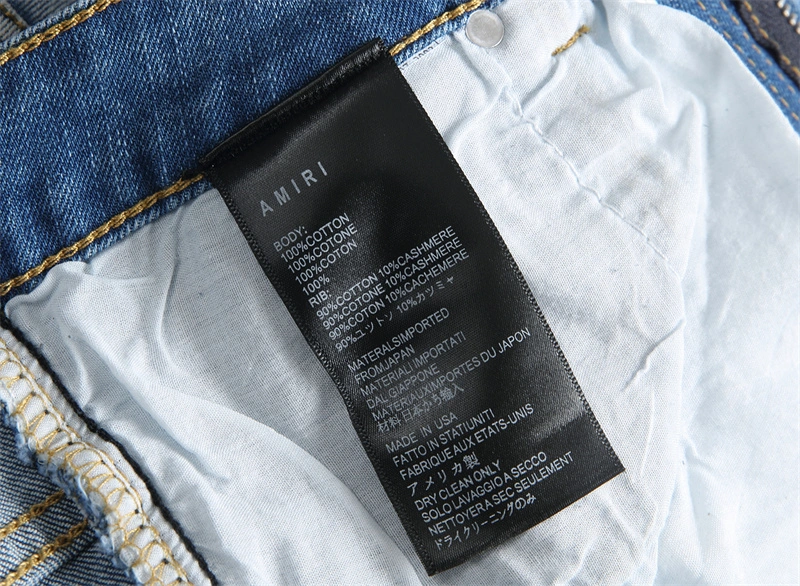 AMIRI
BODY:
100%COTTON
100%COTONE
100%COTON
100%
RIB:
90%COTTON 10%CASHMERE
90%COTONE 10%CASHMERE
90%COTON 10%CACHEMERE
90%コットン 10%カツミャ
MATERALSIMPORTED
FROMJAPAN
MATERIALI IMPORTATI
DAL GIAPPONE
MATERIAUXIMPORTES DU JAPON
材料日本から輸入
MADE IN USA
FATTO IN STATIUNITI
FABRIQUE AUX ETATS-UNIS
アメリカ製
DRY CLEAN ONLY
SOLO LAVAGGIO A SECCO
NETTOYER A SEC SEULEMENT
ドライクリーニングのみ